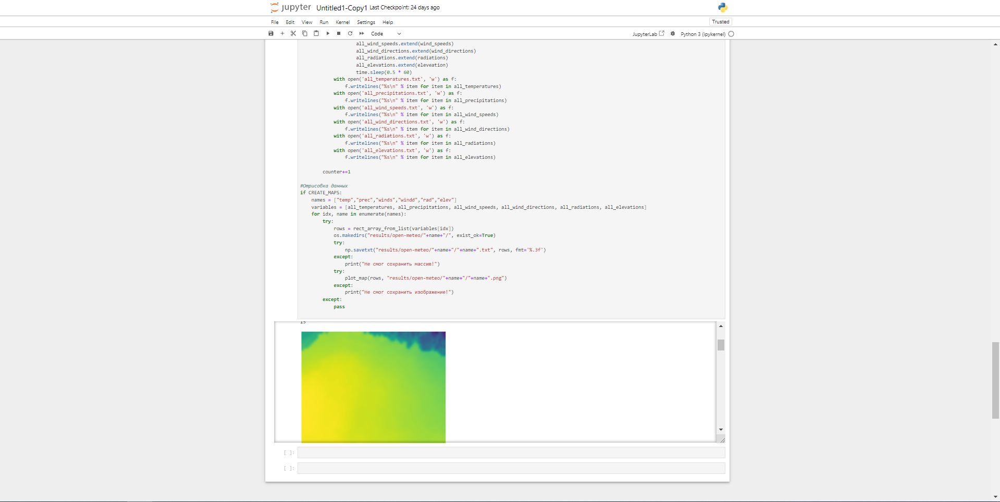 jupyter Untitled1-Copy1 Last Checkpoint: 24 days ago
File Edit View Run Kernel Settings Help
Trusted
Code
JupyterLab
Python 3 (ipykernel)
all_wind_speeds.extend(wind_speeds)
all_wind_directions.extend(wind_directions)
all_radiations.extend(radiations)
all_elevations.extend(eleveation)
time.sleep(0.5 * 60)
with open('all_temperatures.txt', 'w') as f:
f.writelines("%s\n" % item for item in all_temperatures)
with open('all_precipitations.txt', 'w') as f:
f.writelines("%s\n" % item for item in all_precipitations)
with open('all_wind_speeds.txt', 'w') as f:
f.writelines("%s\n" % item for item in all_wind_speeds)
with open('all_wind_directions.txt', 'w') as f:
f.writelines("%s\n" % item for item in all_wind_directions)
with open('all_radiations.txt', 'w') as f:
f.writelines("%s\n" % item for item in all_radiations)
with open('all_elevations.txt', 'w') as f:
f.writelines("%s\n" % item for item in all_elevations)
counter+=1
#Отрисовка данных
if CREATE_MAPS:
names = ["temp","prec","winds","windd","rad","elev"]
variables = [all_temperatures, all_precipitations, all_wind_speeds, all_wind_directions, all_radiations, all_elevations]
for idx, name in enumerate(names):
try:
rows = rect_array_from_list(variables[idx])
os.makedirs("results/open-meteo/"+name+"/", exist_ok=True)
try:
np.savetxt("results/open-meteo/"+name+"/"+name+".txt", rows, fmt='%.3f')
except:
print("Не смог сохранить массив!")
try:
plot_map(rows, "results/open-meteo/"+name+"/"+name+".png")
except:
print("Не смог сохранить изображение!")
except:
pass
15
[ ]:
[ ]: